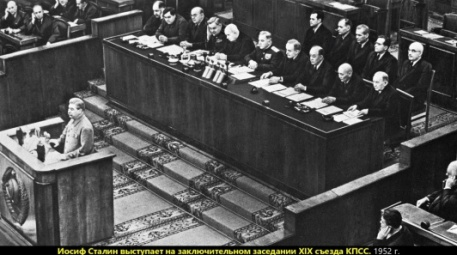 Иосиф Сталин выступает на заключительном заседании XIX съезда КПСС. 1952 г.